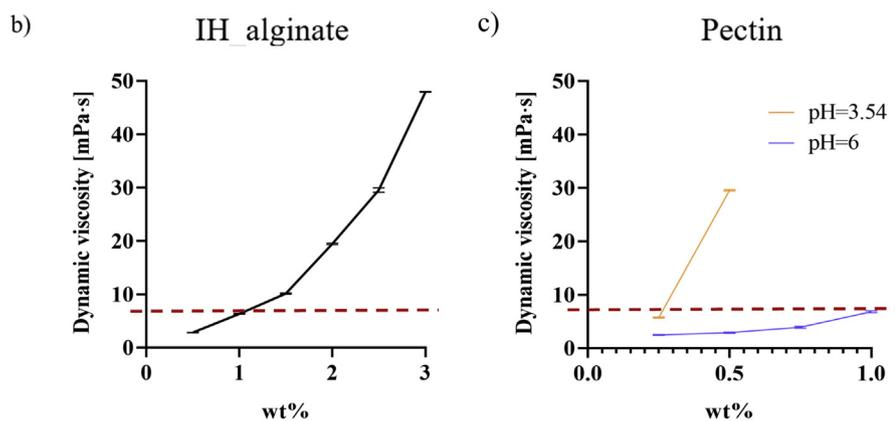 b)
IH_alginate
Dynamic viscosity [mPa·s]
50
40
30
20
10
0
0 1 2 3
wt%
c)
Pectin
Dynamic viscosity [mPa·s]
50
40
30
20
10
0
pH=3.54
pH=6
0.0 0.5 1.0
wt%